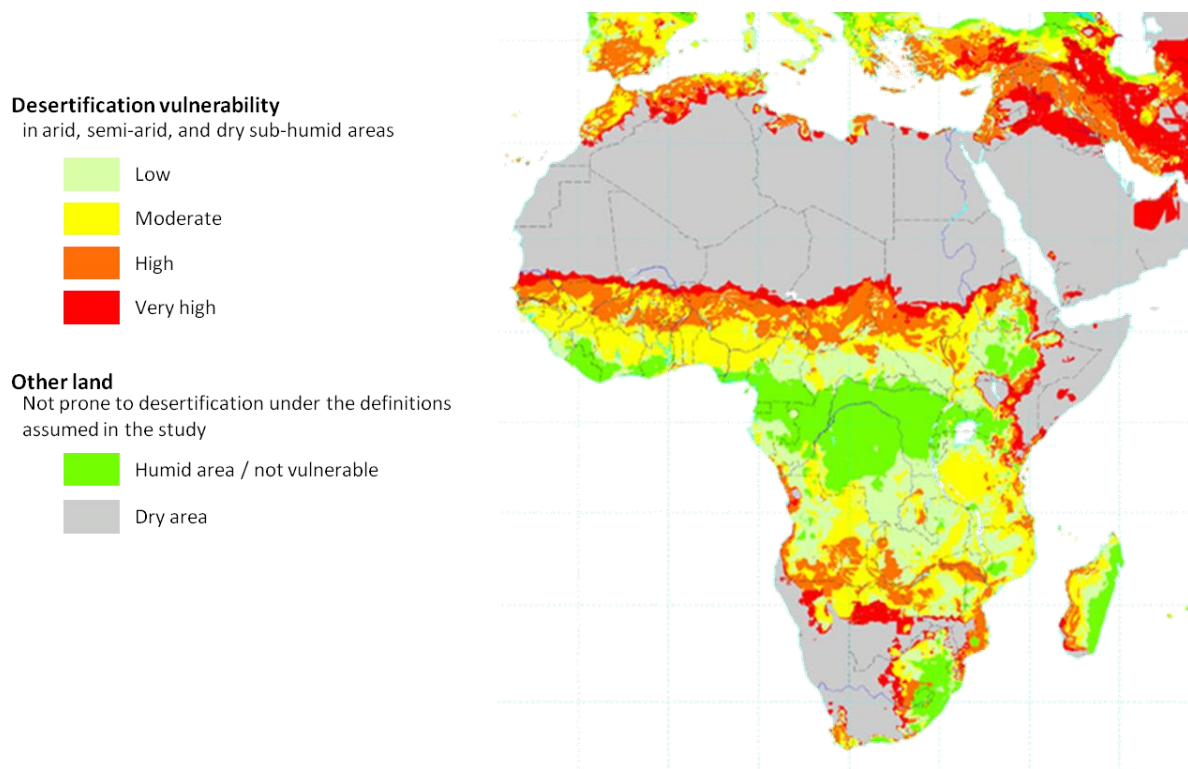 Desertification vulnerability
in arid, semi-arid, and dry sub-humid areas
Low
Moderate
High
Very high
Other land
Not prone to desertification under the definitions
assumed in the study
Humid area / not vulnerable
Dry area